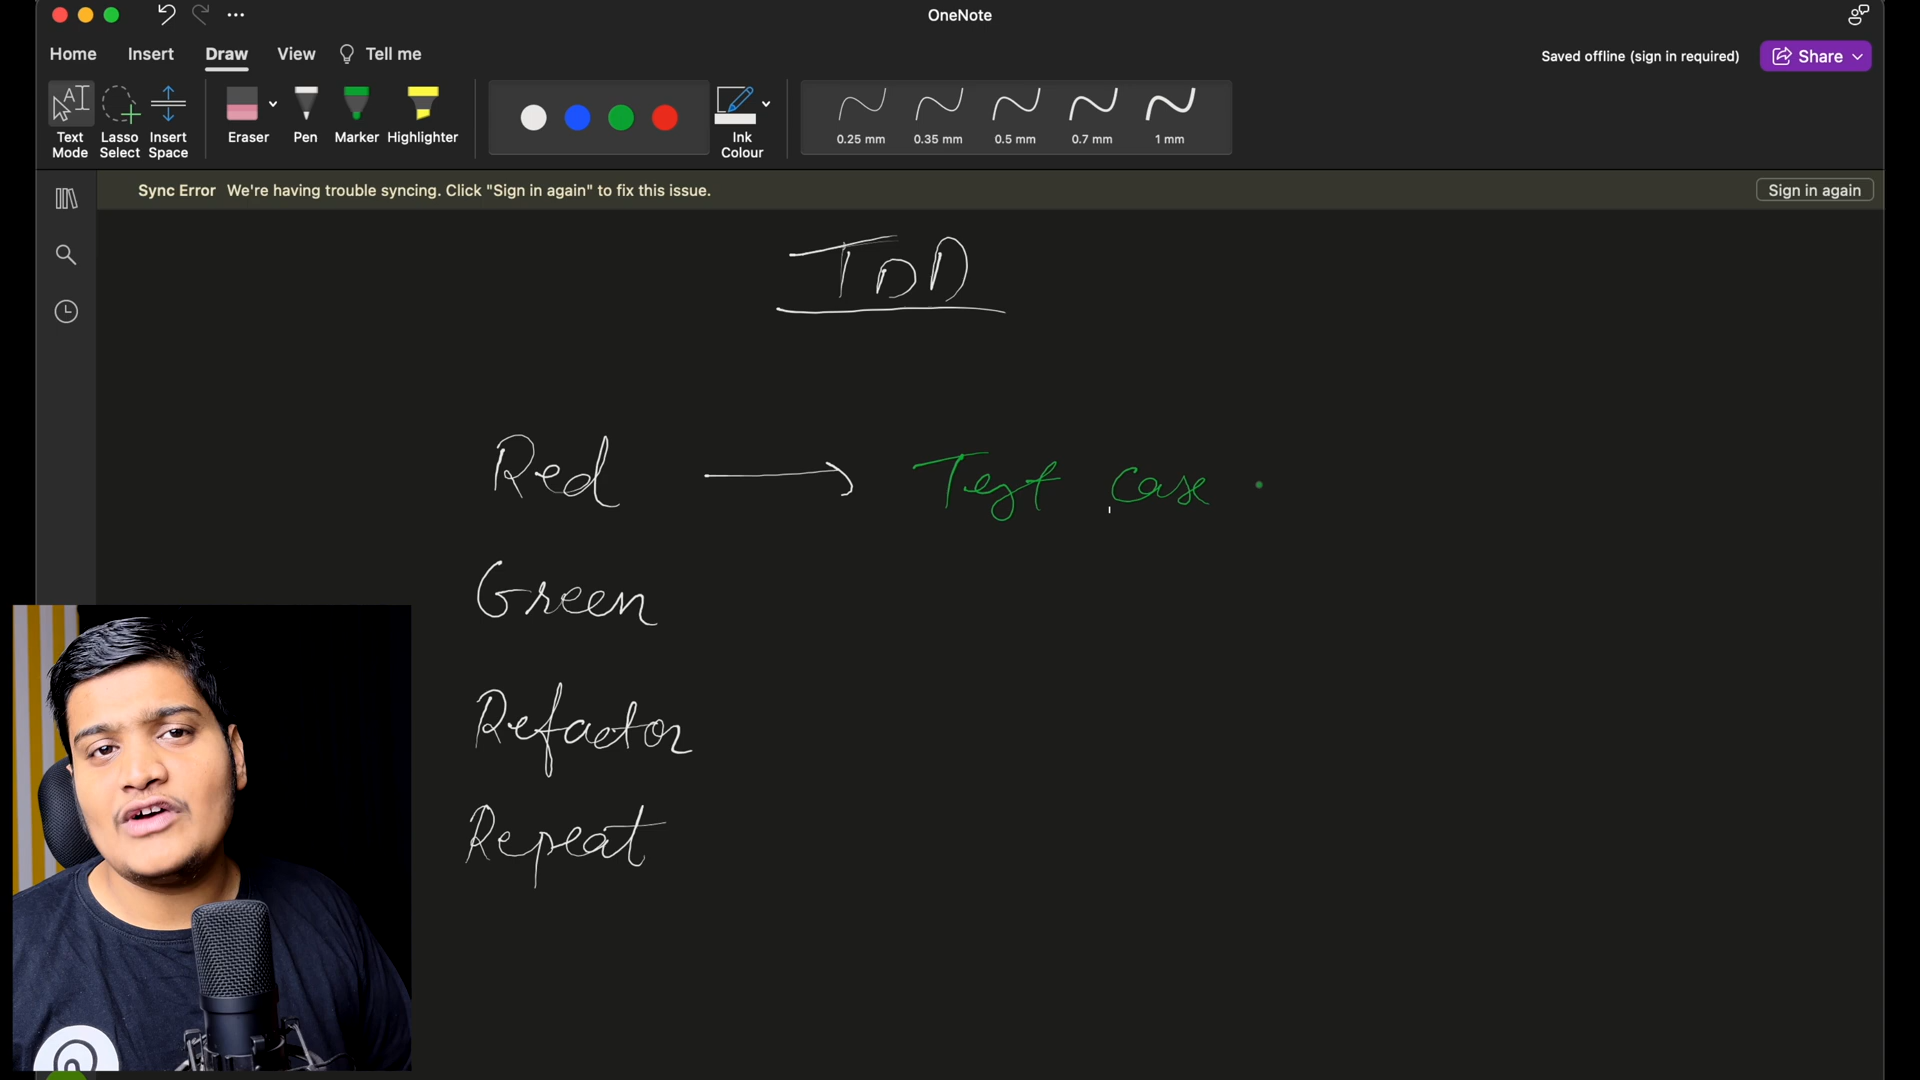 OneNote
Home Insert Draw View Tell me
Saved offline (sign in required) Share
Text Mode
Lasso Select
Insert Space
Eraser
Pen
Marker
Highlighter
Ink Colour
0.25 mm 0.35 mm 0.5 mm 0.7 mm 1 mm
Sync Error We're having trouble syncing. Click "Sign in again" to fix this issue. Sign in again
TDD
Red → Test case
Green
Refactor
Repeat